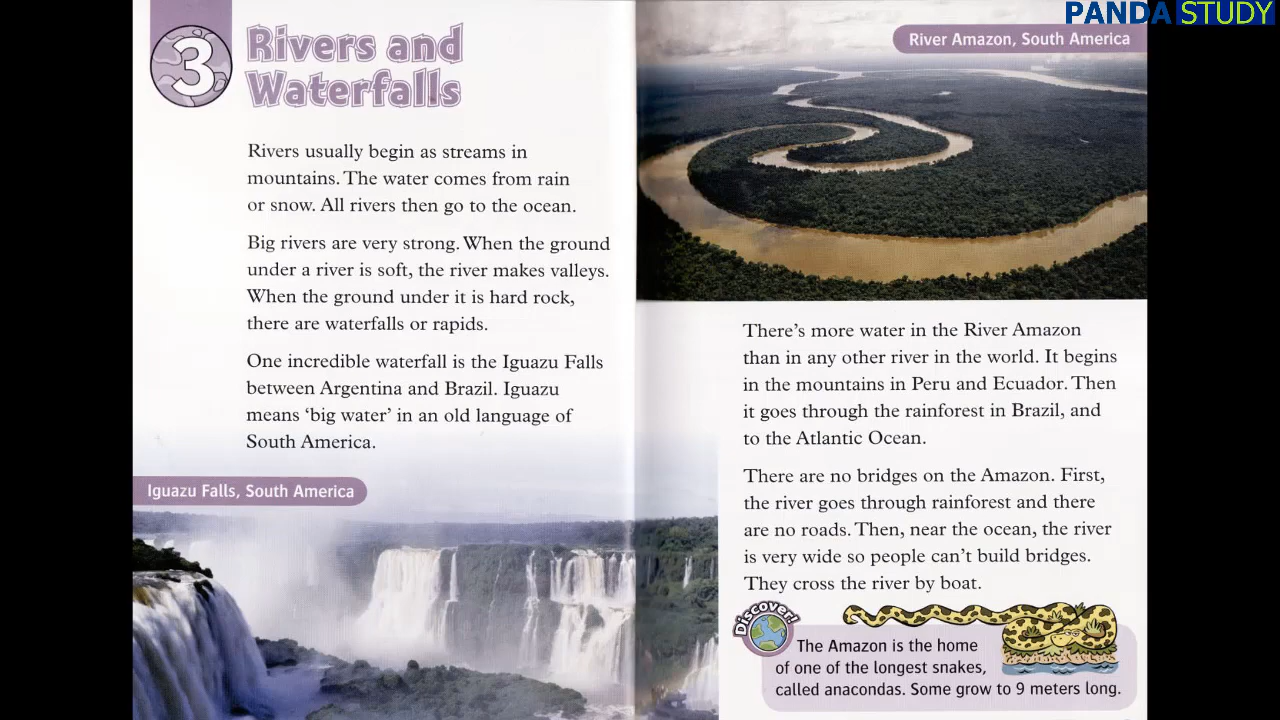 PANDA STUDY
3
Rivers and
Waterfalls
Rivers usually begin as streams in
mountains. The water comes from rain
or snow. All rivers then go to the ocean.
Big rivers are very strong. When the ground
under a river is soft, the river makes valleys.
When the ground under it is hard rock,
there are waterfalls or rapids.
One incredible waterfall is the Iguazu Falls
between Argentina and Brazil. Iguazu
means ‘big water’ in an old language of
South America.
Iguazu Falls, South America
River Amazon, South America
There’s more water in the River Amazon
than in any other river in the world. It begins
in the mountains in Peru and Ecuador. Then
it goes through the rainforest in Brazil, and
to the Atlantic Ocean.
There are no bridges on the Amazon. First,
the river goes through rainforest and there
are no roads. Then, near the ocean, the river
is very wide so people can’t build bridges.
They cross the river by boat.
Discover!
The Amazon is the home
of one of the longest snakes,
called anacondas. Some grow to 9 meters long.